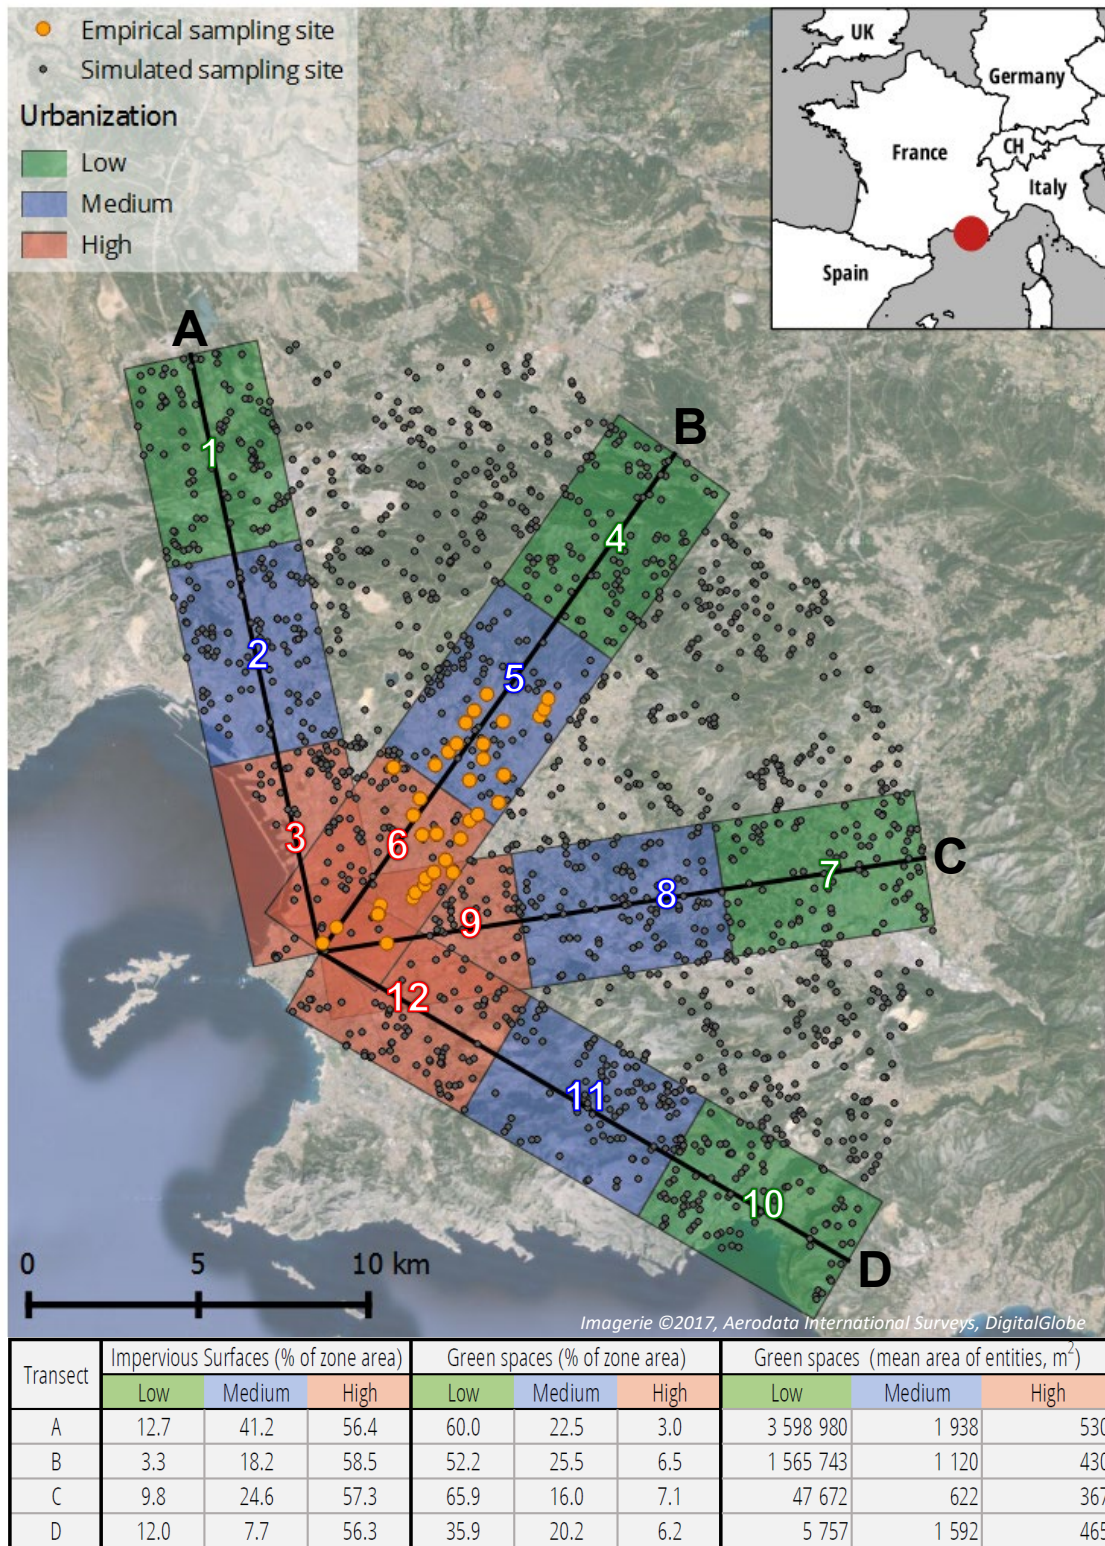 Empirical sampling site
Simulated sampling site
Urbanization
Low
Medium
High
UK
Germany
France
CH
Italy
Spain
A
B
1
4
2
5
3
6
C
7
8
9
12
11
10
D
0 5 10 km
Imagerie ©2017, Aerodata International Surveys, DigitalGlobe
Transect Impervious Surfaces (% of zone area) Green spaces (% of zone area) Green spaces (mean area of entities, m²)
Low Medium High Low Medium High Low Medium High
A 12.7 41.2 56.4 60.0 22.5 3.0 3 598 980 1 938 530
B 3.3 18.2 58.5 52.2 25.5 6.5 1 565 743 1 120 430
C 9.8 24.6 57.3 65.9 16.0 7.1 47 672 622 367
D 12.0 7.7 56.3 35.9 20.2 6.2 5 757 1 592 465